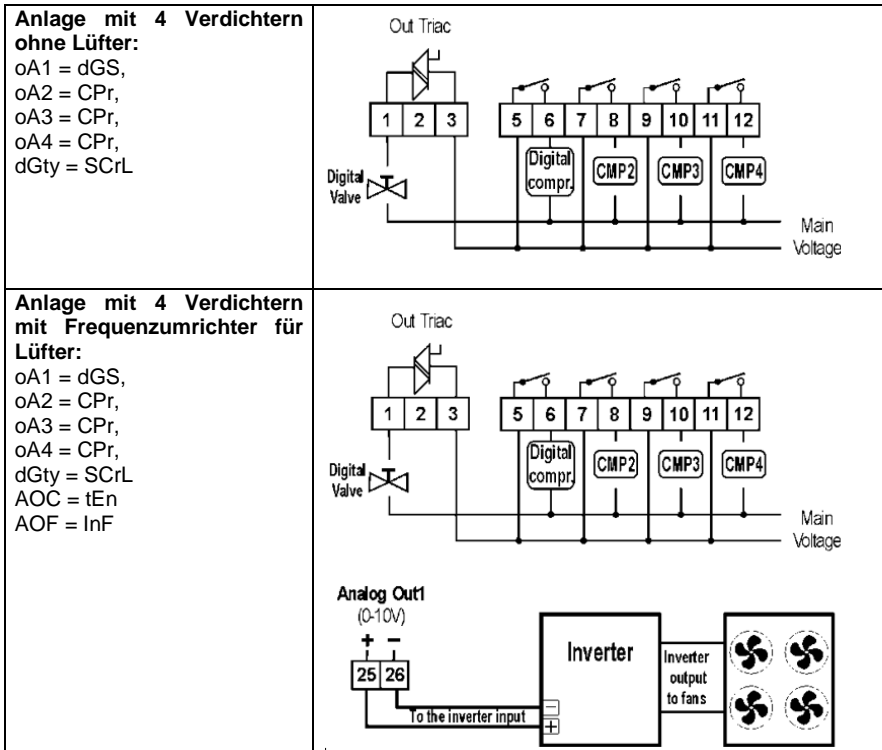 Anlage mit 4 Verdichtern
ohne Lüfter:
oA1 = dGS,
oA2 = CPr,
oA3 = CPr,
oA4 = CPr,
dGty = SCrL
Out Triac
1 2 3 5 6 7 8 9 10 11 12
Digital
compr.
CMP2 CMP3 CMP4
Digital
Valve
Main
Voltage
Anlage mit 4 Verdichtern
mit Frequenzumrichter für
Lüfter:
oA1 = dGS,
oA2 = CPr,
oA3 = CPr,
oA4 = CPr,
dGty = SCrL
AOC = tEn
AOF = InF
Out Triac
1 2 3 5 6 7 8 9 10 11 12
Digital
compr.
CMP2 CMP3 CMP4
Digital
Valve
Main
Voltage
Analog Out1
(0-10V)
+ −
25 26
To the inverter input
− 
+
Inverter
Inverter
output
to fans